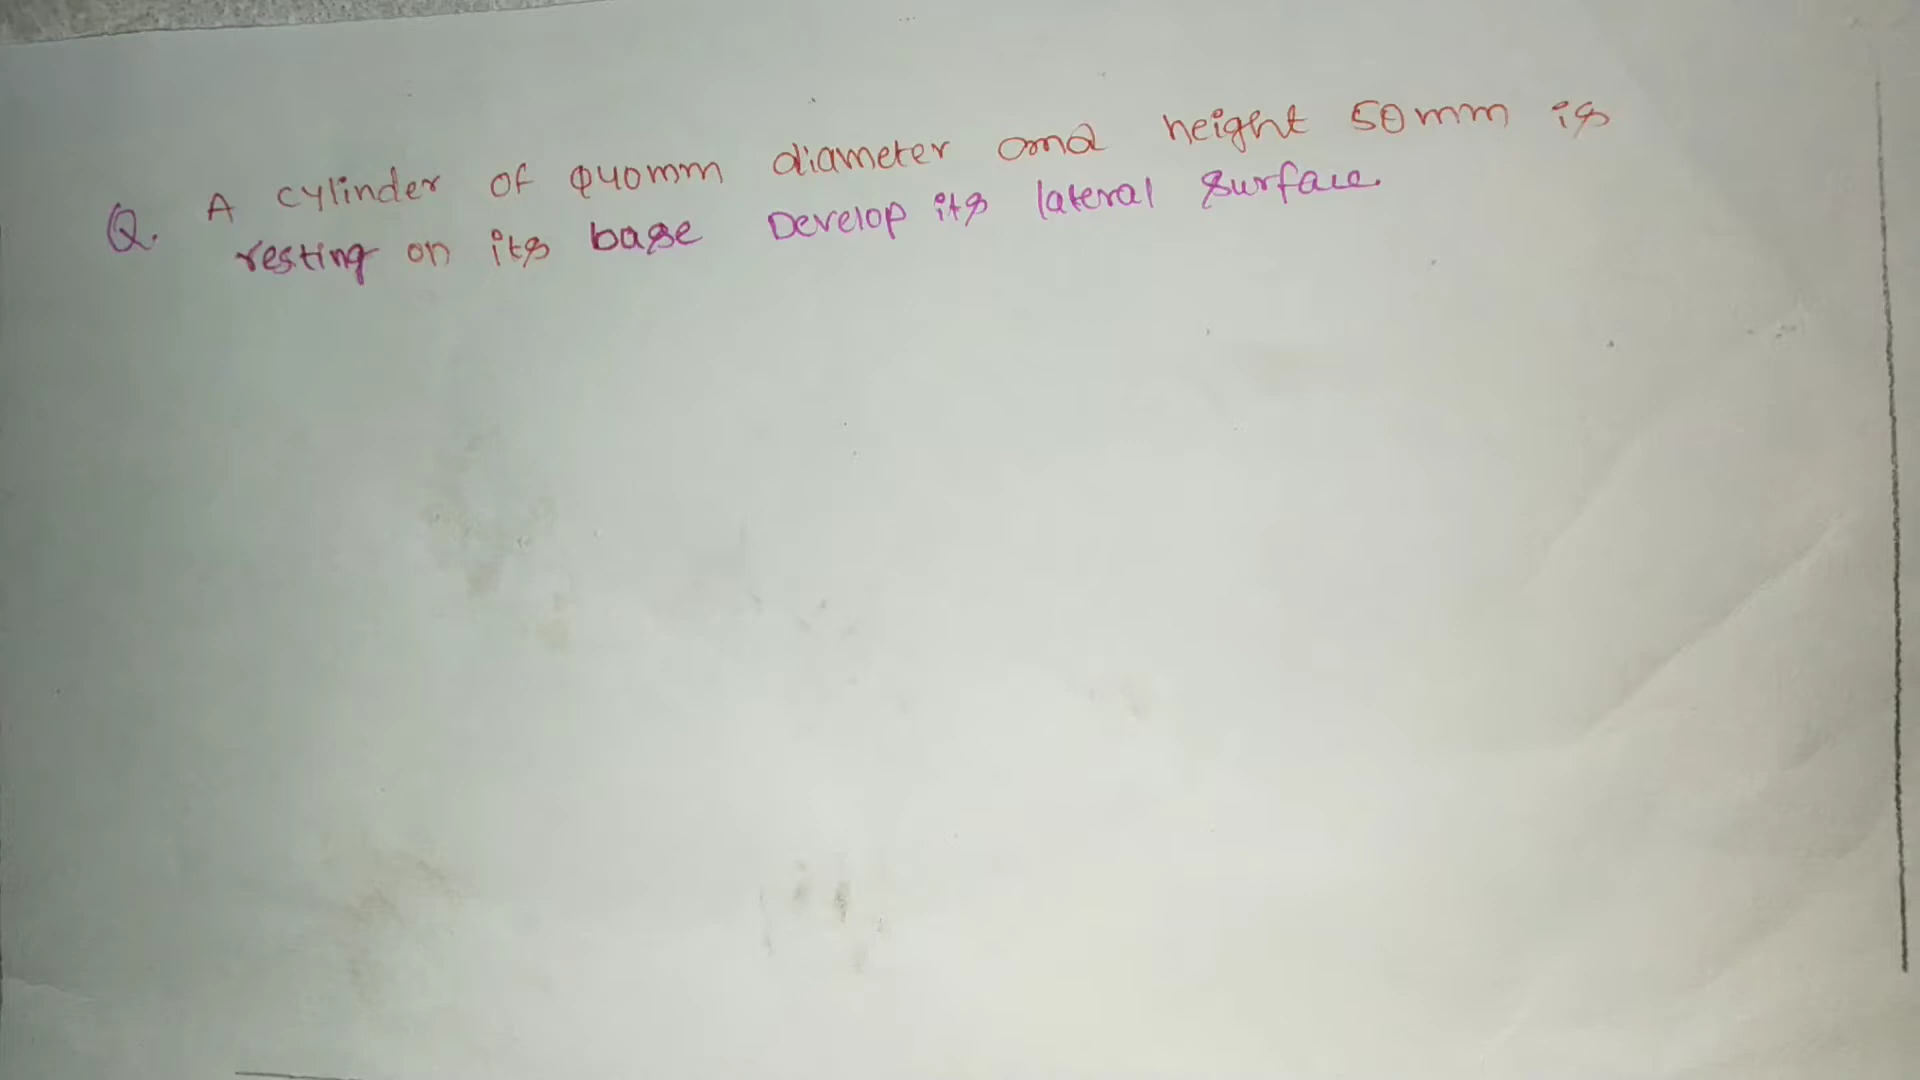 Q. A cylinder of φ40mm diameter and height 50mm is
resting on its base Develop its lateral surface.